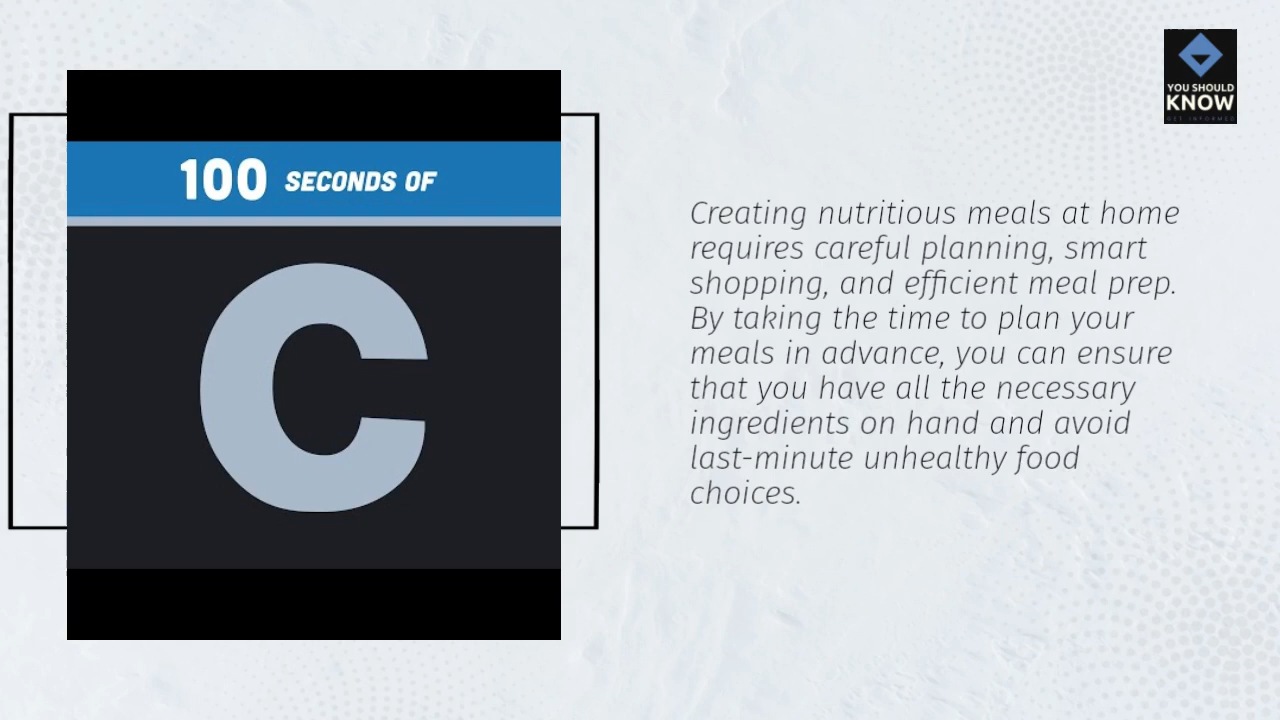 100 SECONDS OF
C
YOU SHOULD
KNOW
GET INFORMED
Creating nutritious meals at home
requires careful planning, smart
shopping, and efficient meal prep.
By taking the time to plan your
meals in advance, you can ensure
that you have all the necessary
ingredients on hand and avoid
last-minute unhealthy food
choices.